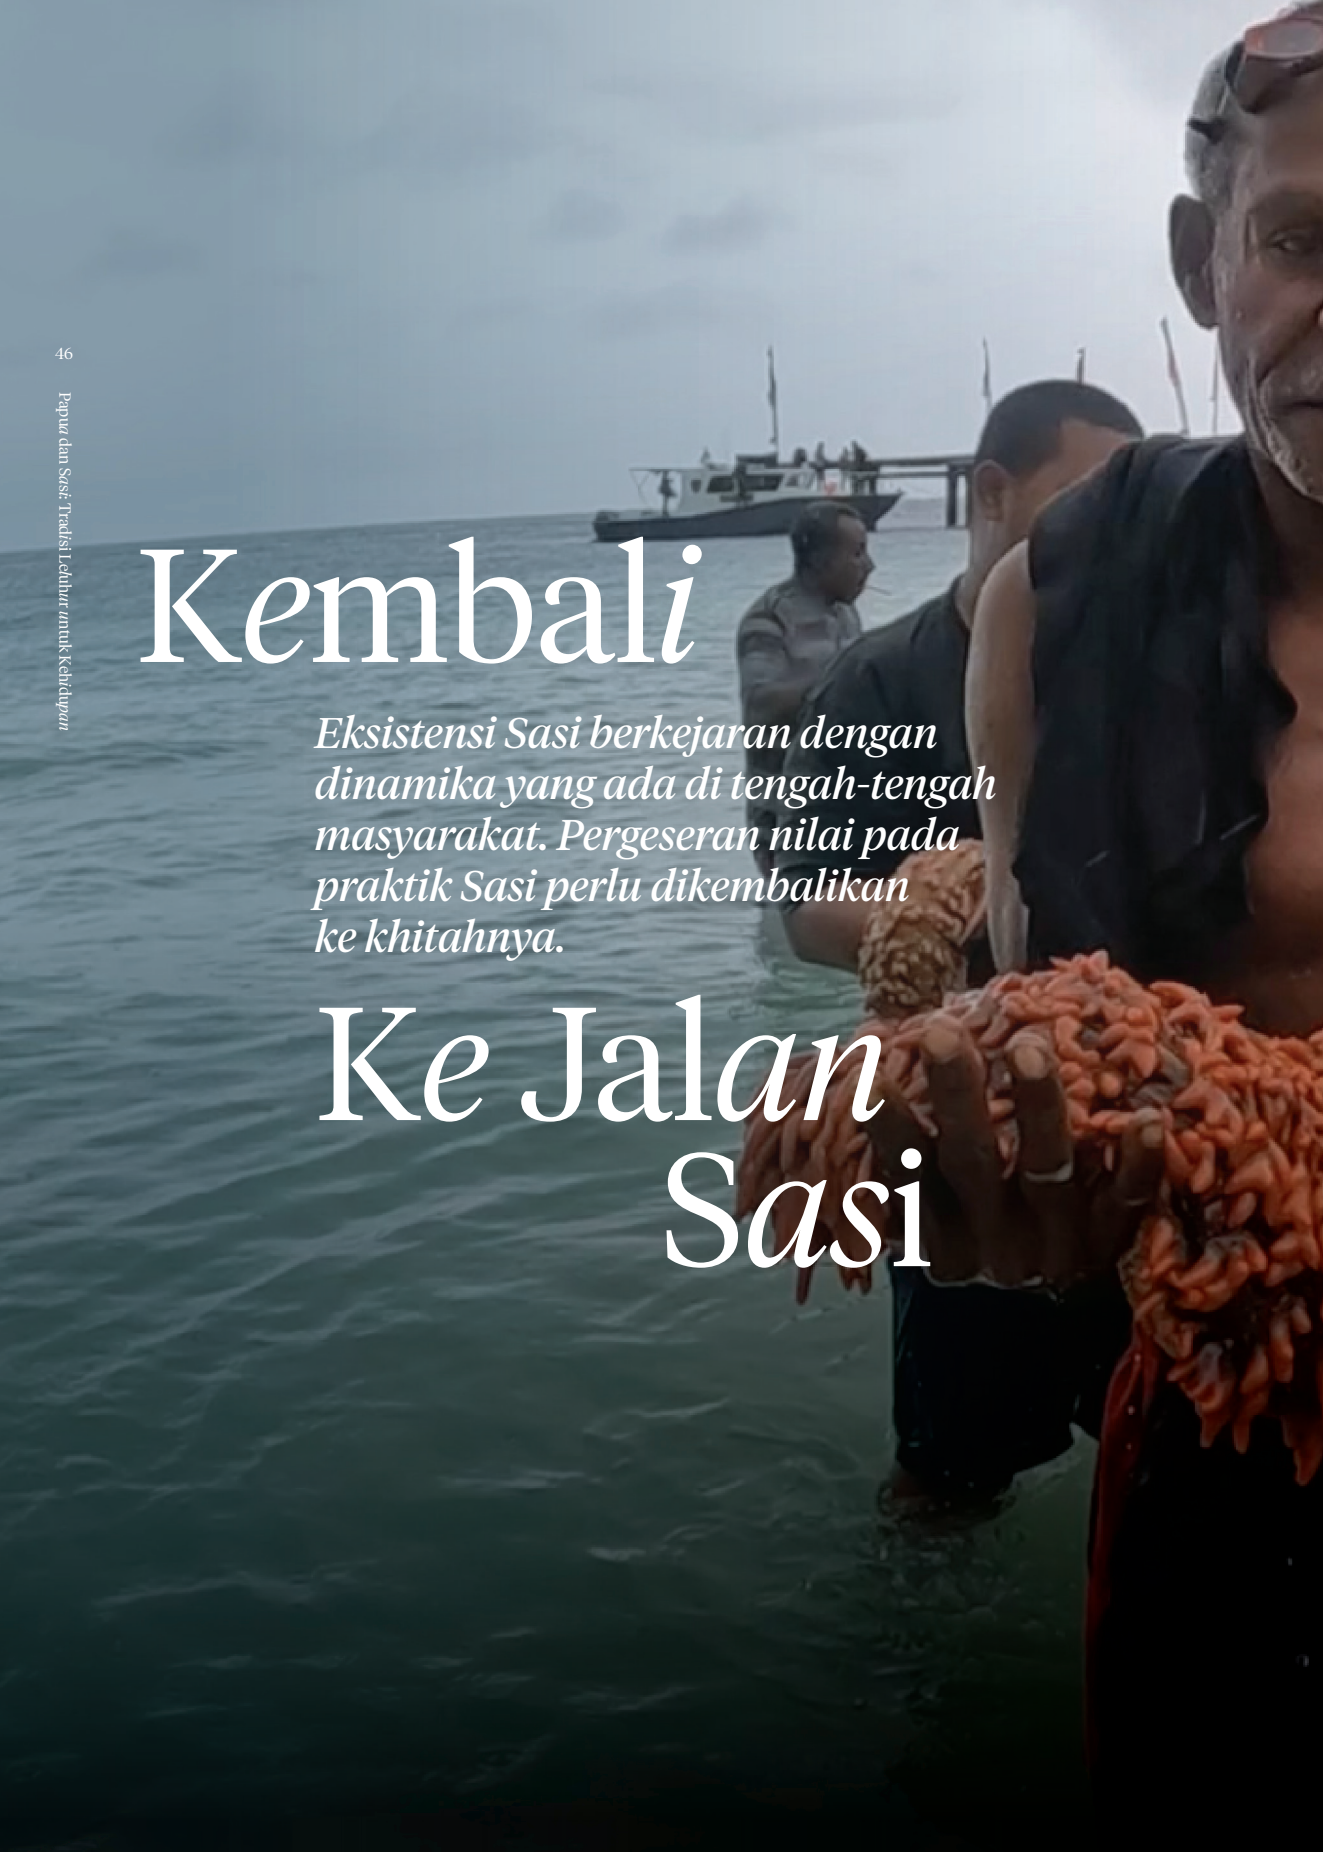 46
Papua dan Sasi: Tradisi Leluhur untuk Kehidupan
Kembali
Eksistensi Sasi berkejaran dengan
dinamika yang ada di tengah-tengah
masyarakat. Pergeseran nilai pada
praktik Sasi perlu dikembalikan
ke khitahnya.
Ke Jalan
Sasi